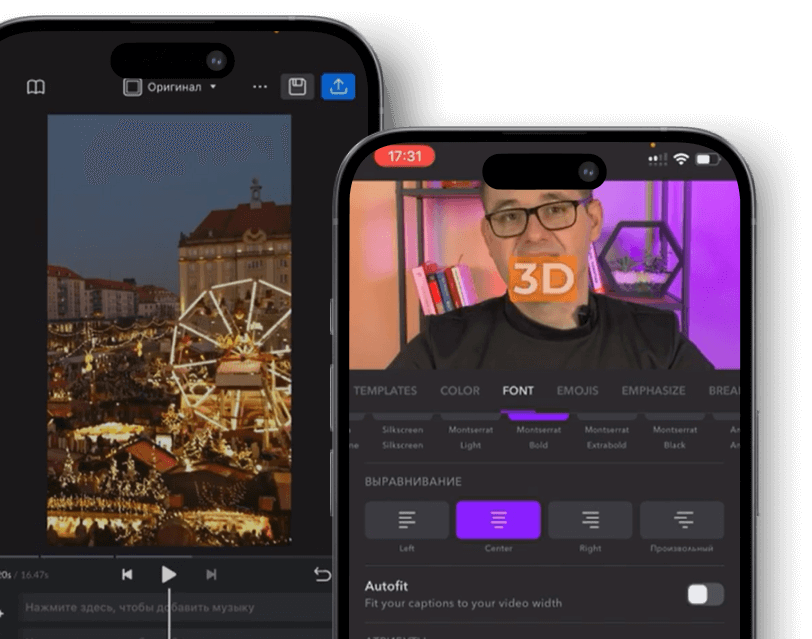 Оригинал
17:31
3D
TEMPLATES COLOR FONT EMOJIS EMPHASIZE
Silkscreen Montserrat Montserrat Montserrat Montserrat
Silkscreen Light Bold Extrabold Black
ВЫРАВНИВАНИЕ
Left Center Right Произвольный
Autofit
Fit your captions to your video width
/ 16.47s
Нажмите здесь, чтобы добавить музыку